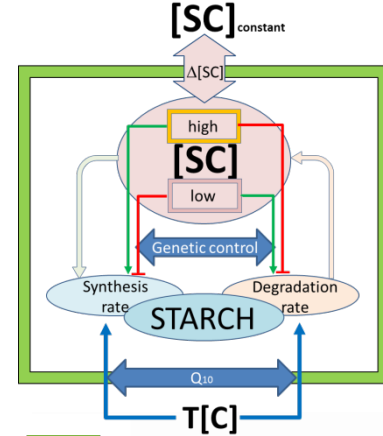 [SC]constant
Δ[SC]
high
[SC]
low
Genetic control
Synthesis
rate
Degradation
rate
STARCH
Q10
T[C]